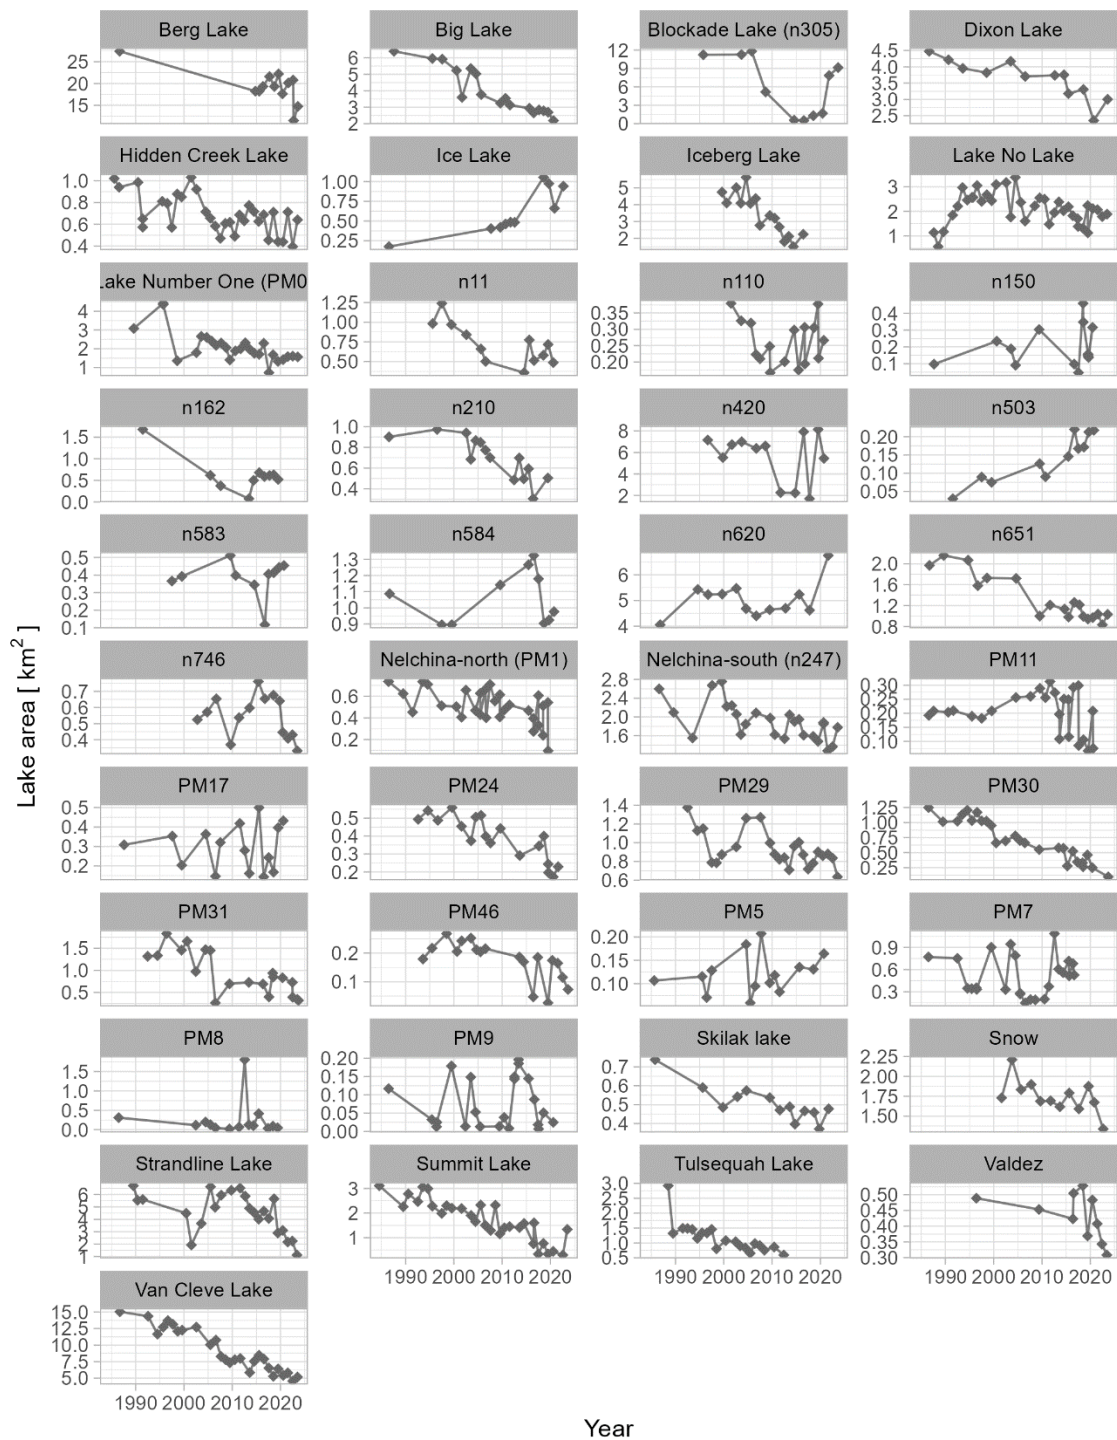 Berg Lake Big Lake Blockade Lake (n305) Dixon Lake
25 20 15
6 5 4 3 2
12 9 6 3 0
4.5 4.0 3.5 3.0 2.5
Hidden Creek Lake Ice Lake Iceberg Lake Lake No Lake
1.0 0.8 0.6 0.4
1.00 0.75 0.50 0.25
5 4 3 2
3 2 1
Lake Number One (PM0 n11 n110 n150
4 3 2 1
1.25 1.00 0.75 0.50
0.35 0.30 0.25 0.20
0.4 0.3 0.2 0.1
n162 n210 n420 n503
1.5 1.0 0.5 0.0
1.0 0.8 0.6 0.4
8 6 4 2
0.20 0.15 0.10 0.05
n583 n584 n620 n651
0.5 0.4 0.3 0.2 0.1
1.3 1.2 1.1 1.0 0.9
6 5 4
2.0 1.6 1.2 0.8
n746 Nelchina-north (PM1) Nelchina-south (n247) PM11
0.7 0.6 0.5 0.4
0.6 0.4 0.2
2.8 2.4 2.0 1.6
0.30 0.25 0.20 0.15 0.10
PM17 PM24 PM29 PM30
0.5 0.4 0.3 0.2
0.5 0.4 0.3 0.2
1.4 1.2 1.0 0.8 0.6
1.25 1.00 0.75 0.50 0.25
PM31 PM46 PM5 PM7
1.5 1.0 0.5
0.2 0.1
0.20 0.15 0.10
0.9 0.6 0.3
PM8 PM9 Skilak lake Snow
1.5 1.0 0.5 0.0
0.20 0.15 0.10 0.05 0.00
0.7 0.6 0.5 0.4
2.25 2.00 1.75 1.50
Strandline Lake Summit Lake Tulsequah Lake Valdez
6 5 4 3 2 1
3 2 1
3.0 2.5 2.0 1.5 1.0 0.5
0.50 0.45 0.40 0.35 0.30
1990 2000 2010 2020 1990 2000 2010 2020 1990 2000 2010 2020
Van Cleve Lake
15.0 12.5 10.0 7.5 5.0
1990 2000 2010 2020
Lake area [ km²]
Year